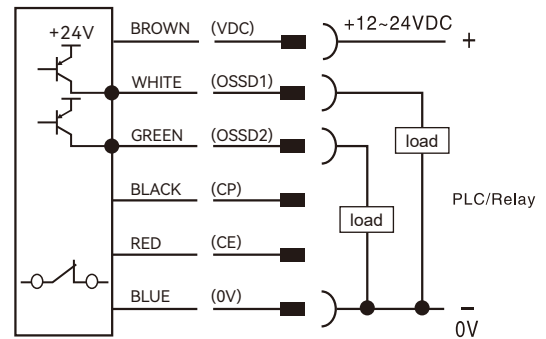 +24V
BROWN (VDC) +12~24VDC +
WHITE (OSSD1)
load
GREEN (OSSD2)
BLACK (CP)
PLC/Relay
load
RED (CE)
BLUE (0V) −
0V